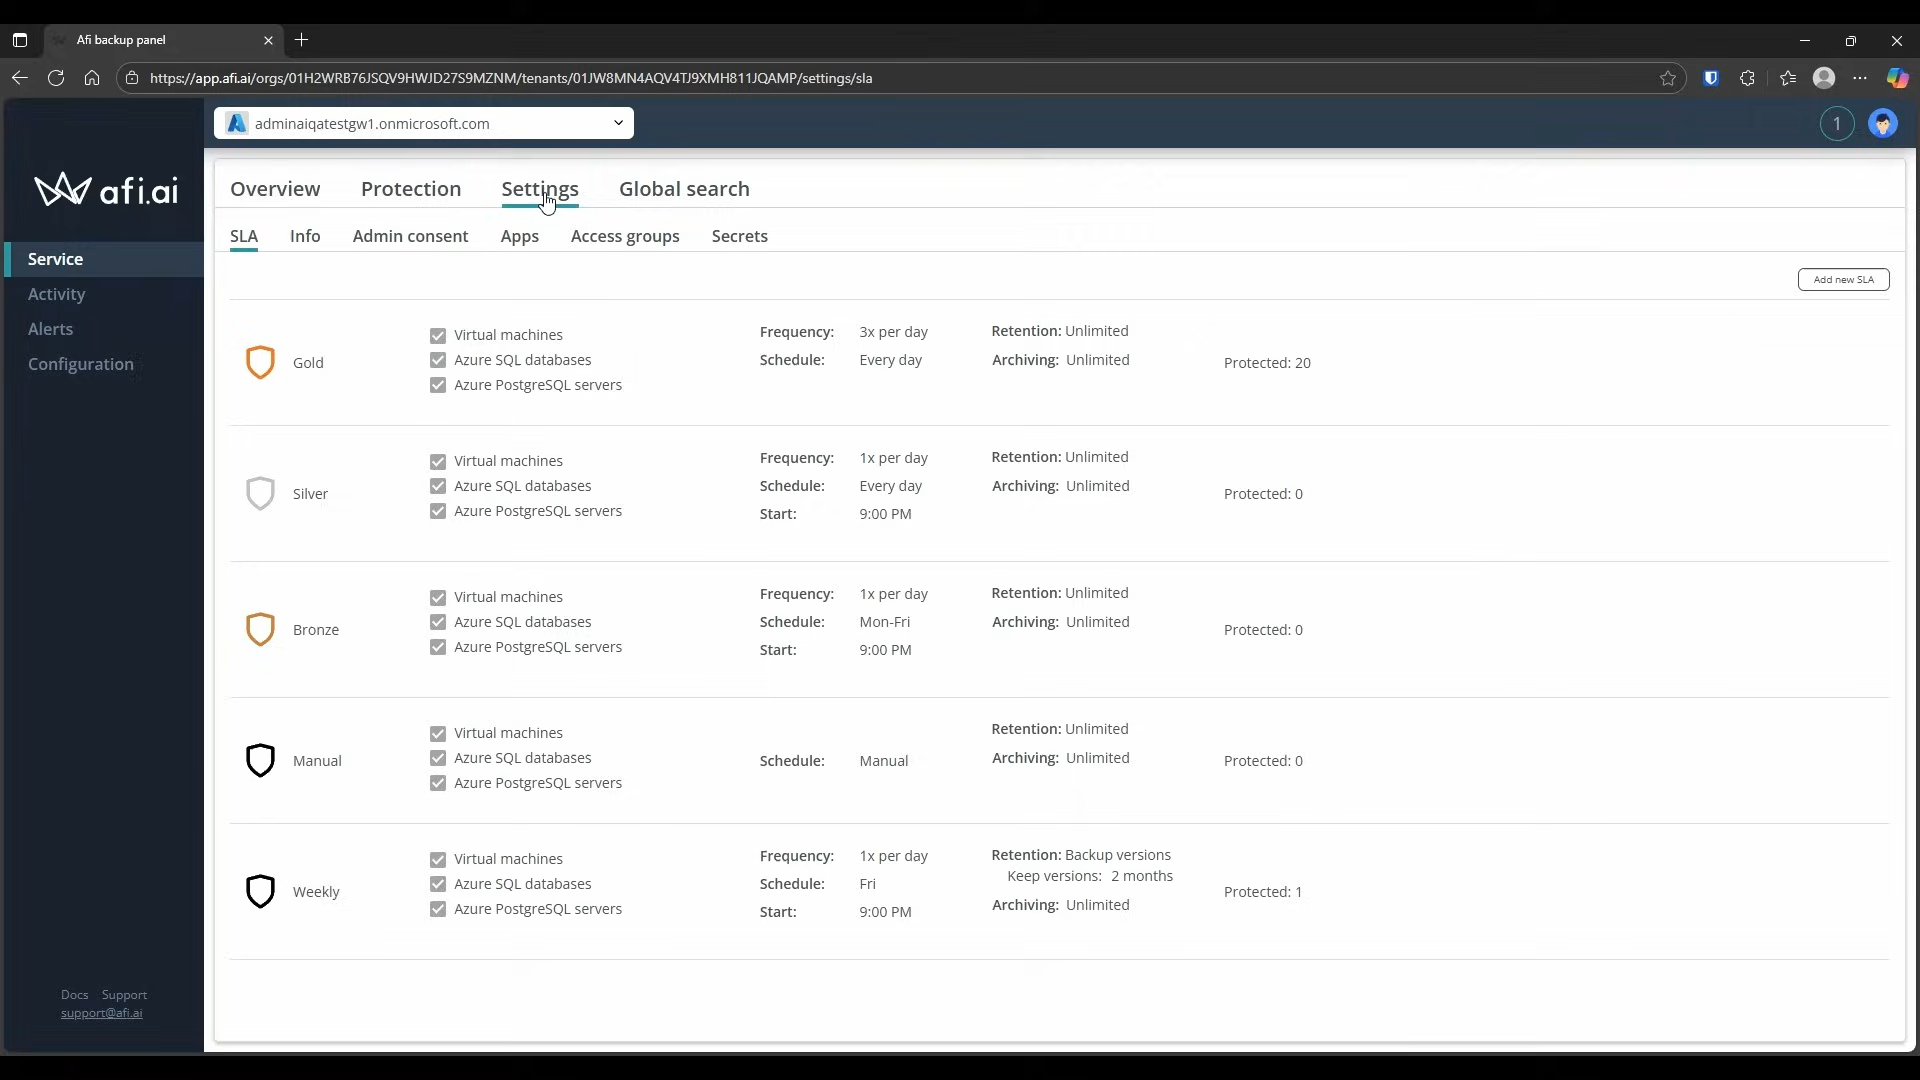 Afi backup panel
https://app.afi.ai/orgs/01H2WRB76JSQV9HWJD27S9MZNM/tenants/01JW8MN4AQV4TJ9XMH811JQAMP/settings/sla
adminaiqatestgw1.onmicrosoft.com
1
afi.ai
Overview Protection Settings Global search
SLA Info Admin consent Apps Access groups Secrets
Service
Activity
Alerts
Configuration
Docs Support
support@afi.ai
Add new SLA
Gold
Virtual machines
Azure SQL databases
Azure PostgreSQL servers
Frequency: 3x per day
Schedule: Every day
Retention: Unlimited
Archiving: Unlimited
Protected: 20
Silver
Virtual machines
Azure SQL databases
Azure PostgreSQL servers
Frequency: 1x per day
Schedule: Every day
Start: 9:00 PM
Retention: Unlimited
Archiving: Unlimited
Protected: 0
Bronze
Virtual machines
Azure SQL databases
Azure PostgreSQL servers
Frequency: 1x per day
Schedule: Mon-Fri
Start: 9:00 PM
Retention: Unlimited
Archiving: Unlimited
Protected: 0
Manual
Virtual machines
Azure SQL databases
Azure PostgreSQL servers
Schedule: Manual
Retention: Unlimited
Archiving: Unlimited
Protected: 0
Weekly
Virtual machines
Azure SQL databases
Azure PostgreSQL servers
Frequency: 1x per day
Schedule: Fri
Start: 9:00 PM
Retention: Backup versions
Keep versions: 2 months
Archiving: Unlimited
Protected: 1